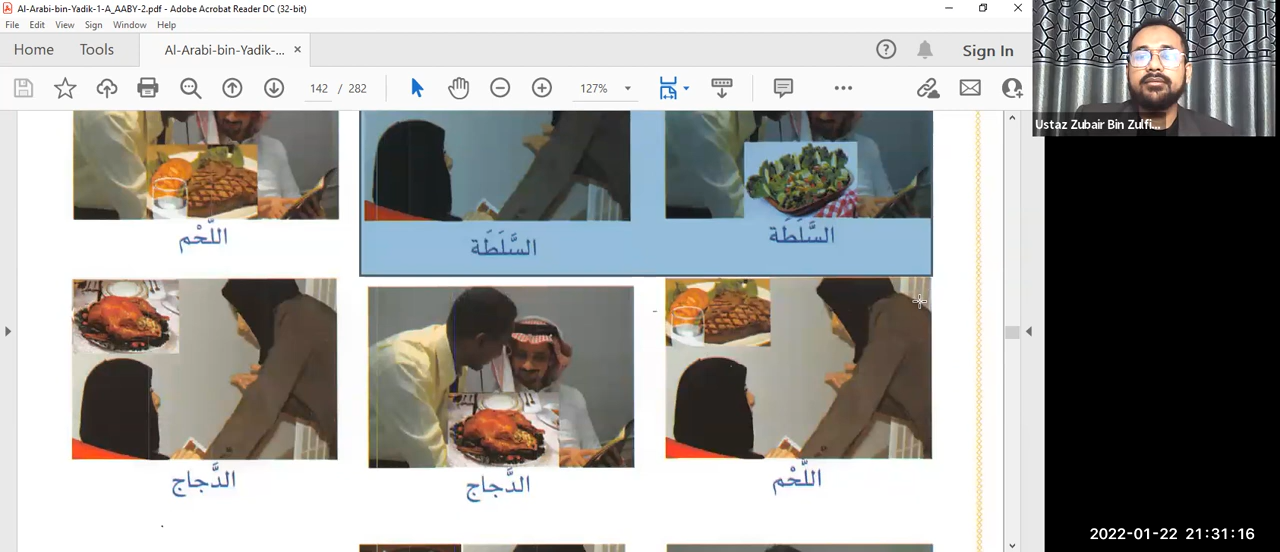 Al-Arabi-bin-Yadik-1-A_AABY-2.pdf - Adobe Acrobat Reader DC (32-bit)
File Edit View Sign Window Help
Home Tools Al-Arabi-bin-Yadik-... × Sign In
142 / 282 127%
Ustaz Zubair Bin Zulfi...
السَّلَطَة السَّلَطَة اللَّحْم
اللَّحْم الدَّجاج الدَّجاج
2022-01-22 21:31:16